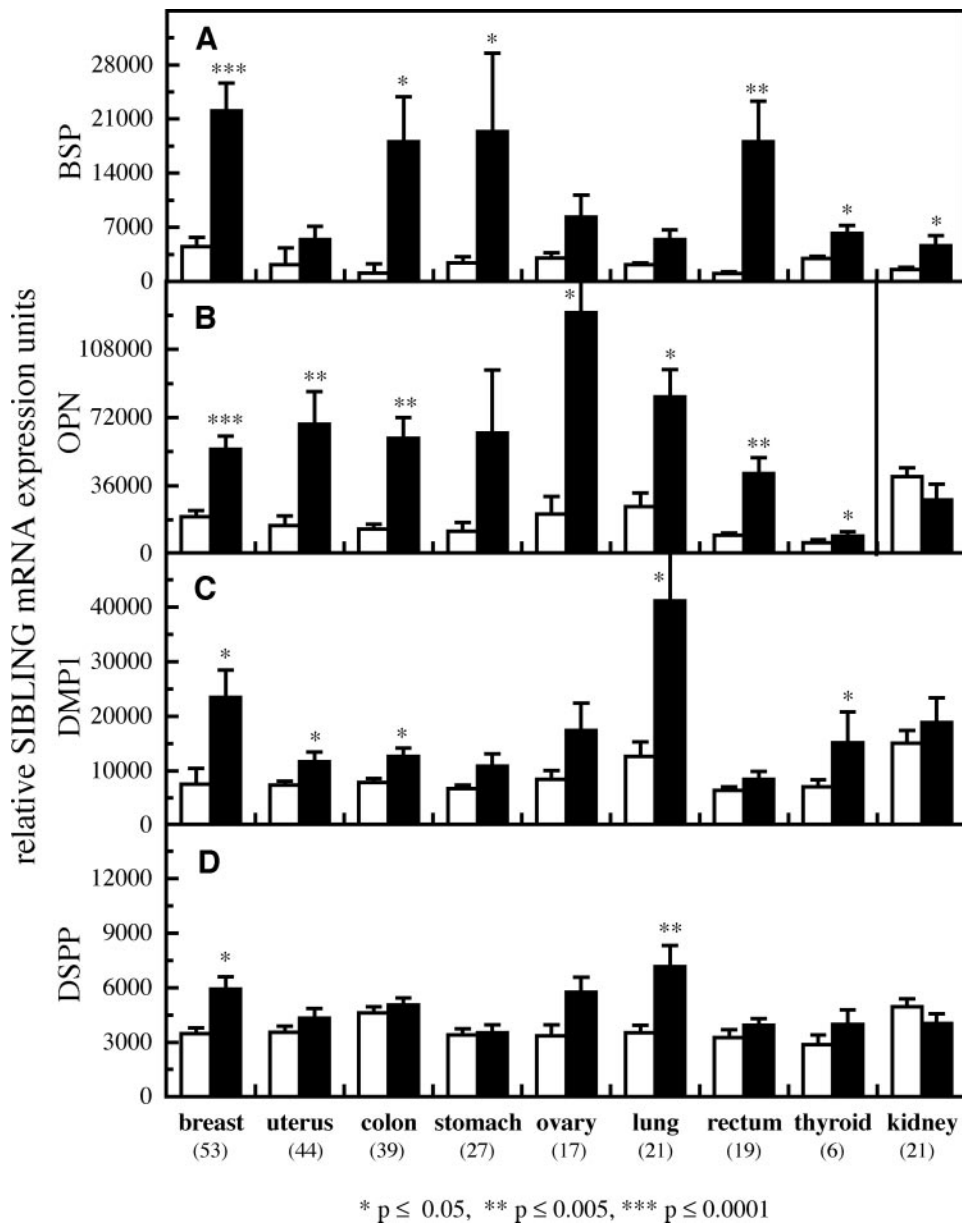 relative SIBLING mRNA expression units
A
BSP
28000
21000
14000
7000
0
*** * * ** * *
B
OPN
108000
72000
36000
0
*** ** ** * * ** *
C
DMP1
40000
30000
20000
10000
0
* * * * *
D
DSPP
12000
9000
6000
3000
0
* **
breast uterus colon stomach ovary lung rectum thyroid kidney
(53) (44) (39) (27) (17) (21) (19) (6) (21)
* p ≤ 0.05, ** p ≤ 0.005, *** p ≤ 0.0001